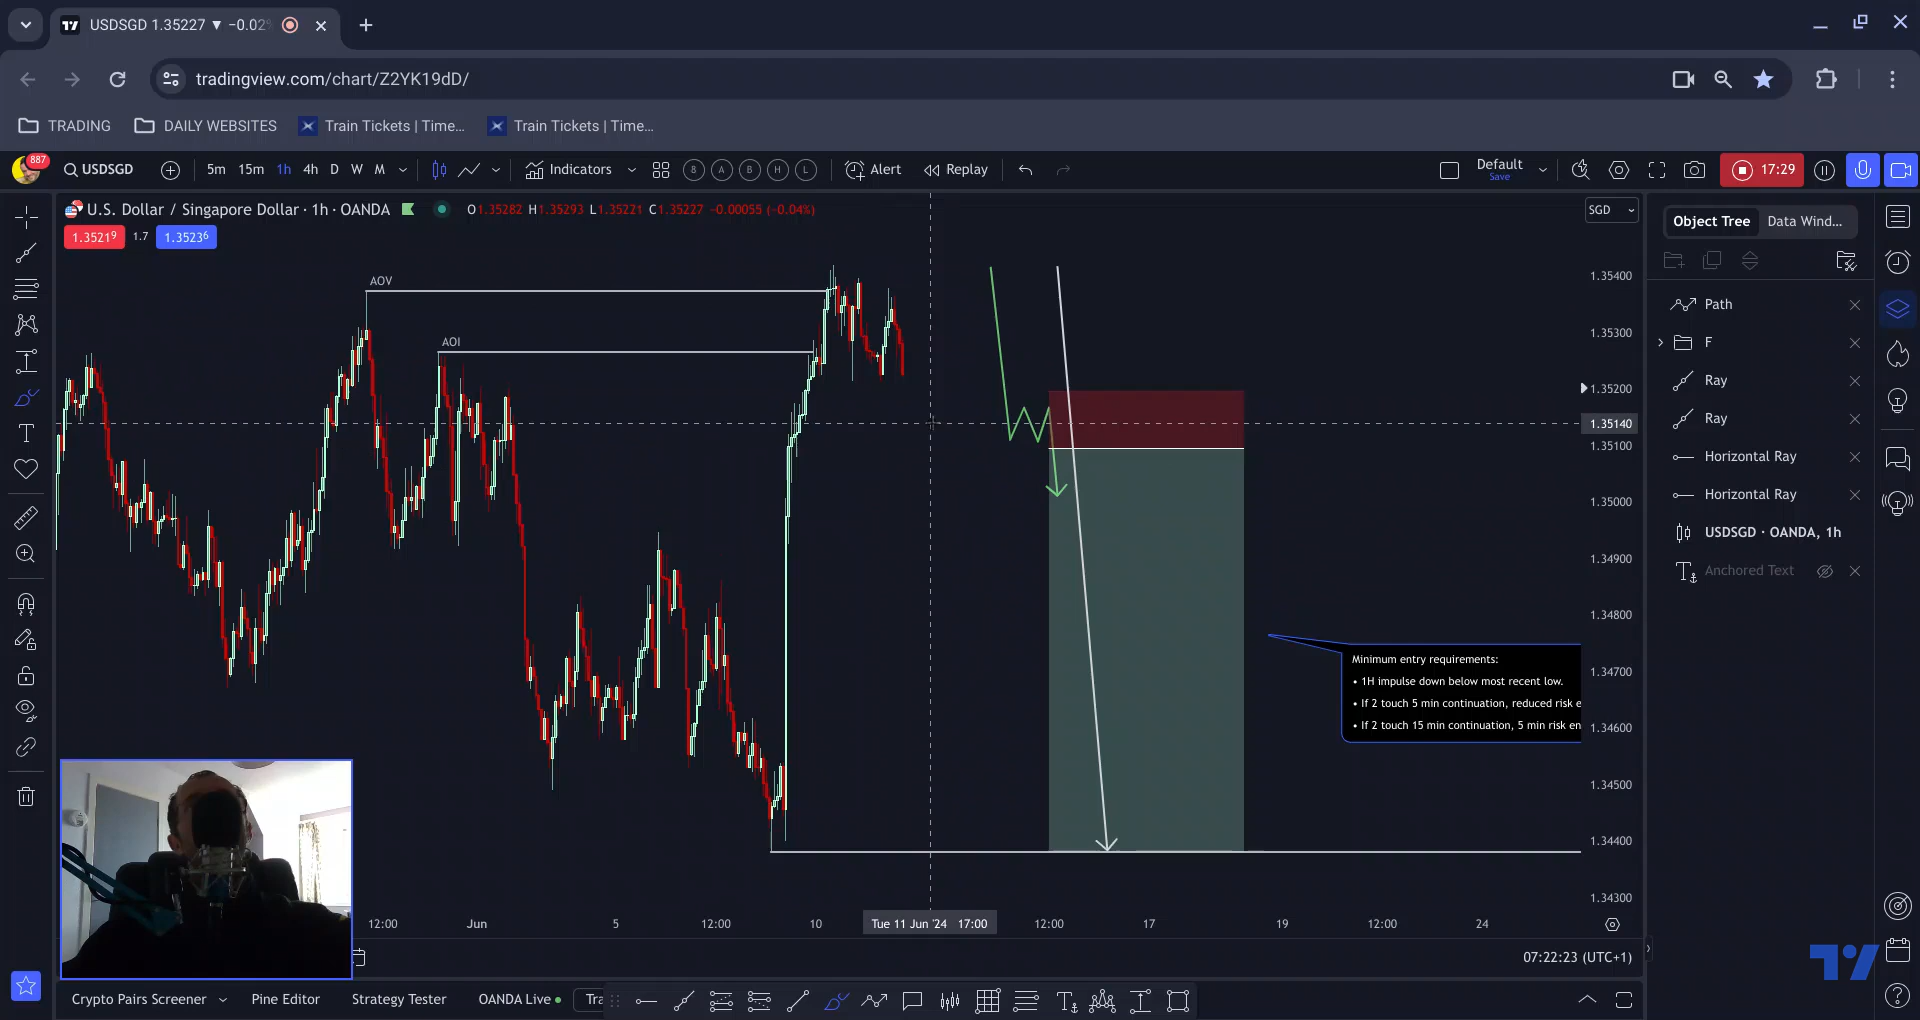 USDSGD 1.35227 ▼ −0.02%
tradingview.com/chart/Z2YK19dD/
TRADING
DAILY WEBSITES
Train Tickets | Time...
Train Tickets | Time...
887
USDSGD
5m 15m 1h 4h D W M
Indicators
8 A B H L
Alert
Replay
Default
Save
17:29
U.S. Dollar / Singapore Dollar · 1h · OANDA
O1.35282 H1.35293 L1.35221 C1.35227 −0.00055 (−0.04%)
1.35219
1.7
1.35236
SGD
AOV
AOI
1.35400
1.35300
1.35200
1.35140
1.35100
1.35000
1.34900
1.34800
1.34700
1.34600
1.34500
1.34400
1.34300
Minimum entry requirements:
• 1H impulse down below most recent low.
• If 2 touch 5 min continuation, reduced risk e
• If 2 touch 15 min continuation, 5 min risk en
12:00 Jun 5 12:00 10 Tue 11 Jun '24 17:00 12:00 17 19 12:00 24
07:22:23 (UTC+1)
Object Tree
Data Wind...
Path
F
Ray
Ray
Horizontal Ray
Horizontal Ray
USDSGD · OANDA, 1h
Anchored Text
Crypto Pairs Screener
Pine Editor
Strategy Tester
OANDA Live
Tra